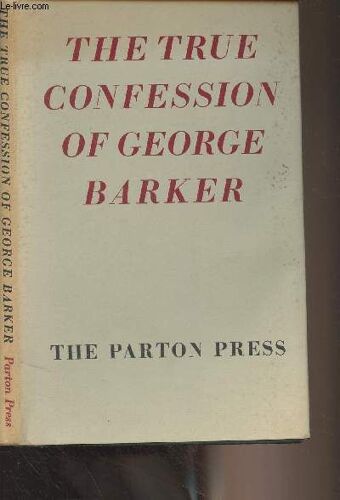 Le-livre.com
THE TRUE
CONFESSION
OF GEORGE
BARKER
THE PARTON PRESS
THE TRUE CONFESSION OF GEORGE BARKER Parton Press